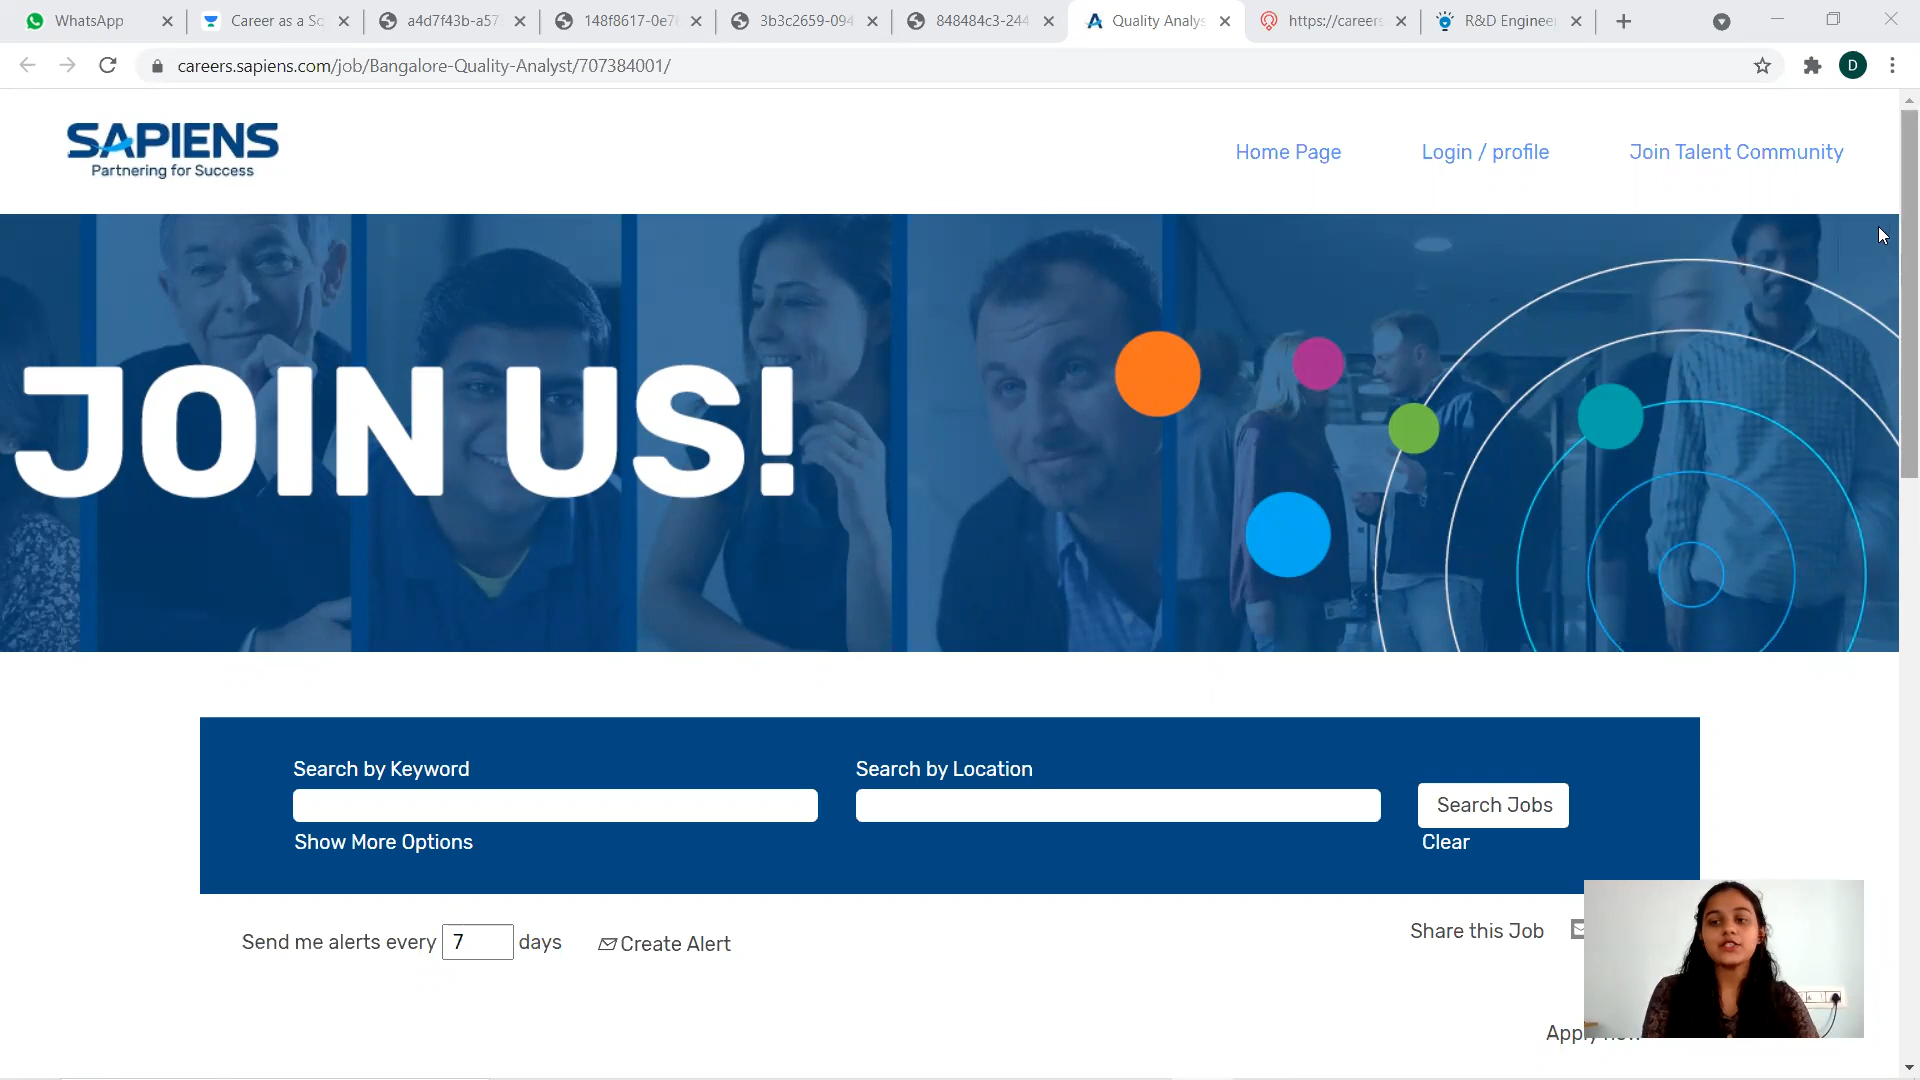 WhatsApp
Career as a Sc
a4d7f43b-a57
148f8617-0e76
3b3c2659-094
848484c3-244
Quality Analys
https://careers
R&D Enginee
careers.sapiens.com/job/Bangalore-Quality-Analyst/707384001/
D
SAPIENS
Partnering for Success
Home Page
Login / profile
Join Talent Community
JOIN US!
Search by Keyword
Search by Location
Search Jobs
Show More Options
Clear
Send me alerts every 7 days
Create Alert
Share this Job